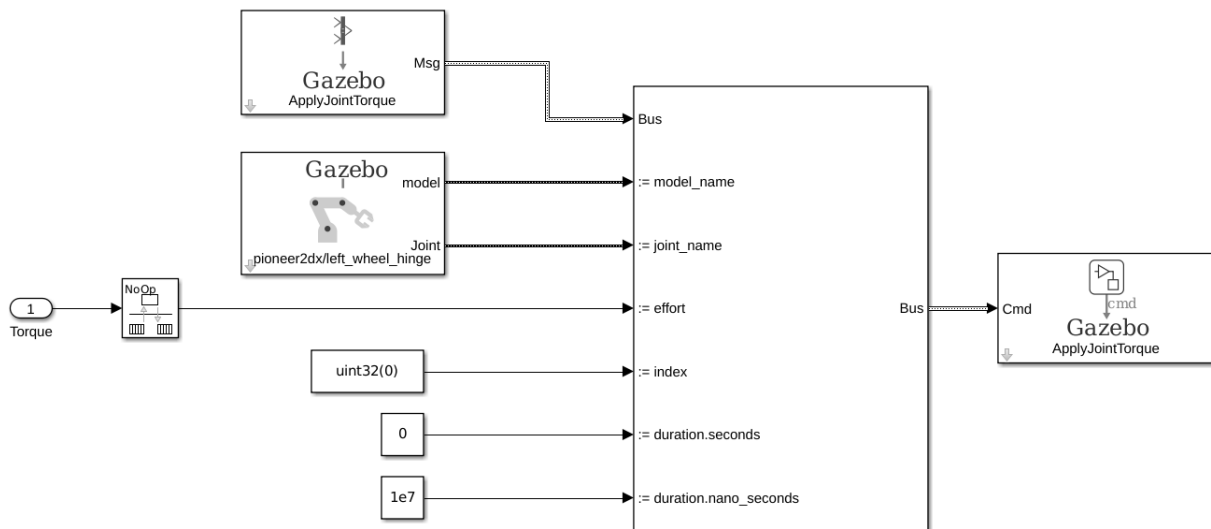 Msg
Gazebo
ApplyJointTorque
Bus
Gazebo
model
:= model_name
Joint
:= joint_name
pioneer2dx/left_wheel_hinge
NoOp
1
Torque
:= effort
Bus
Cmd
cmd
Gazebo
ApplyJointTorque
uint32(0)
:= index
0
:= duration.seconds
1e7
:= duration.nano_seconds